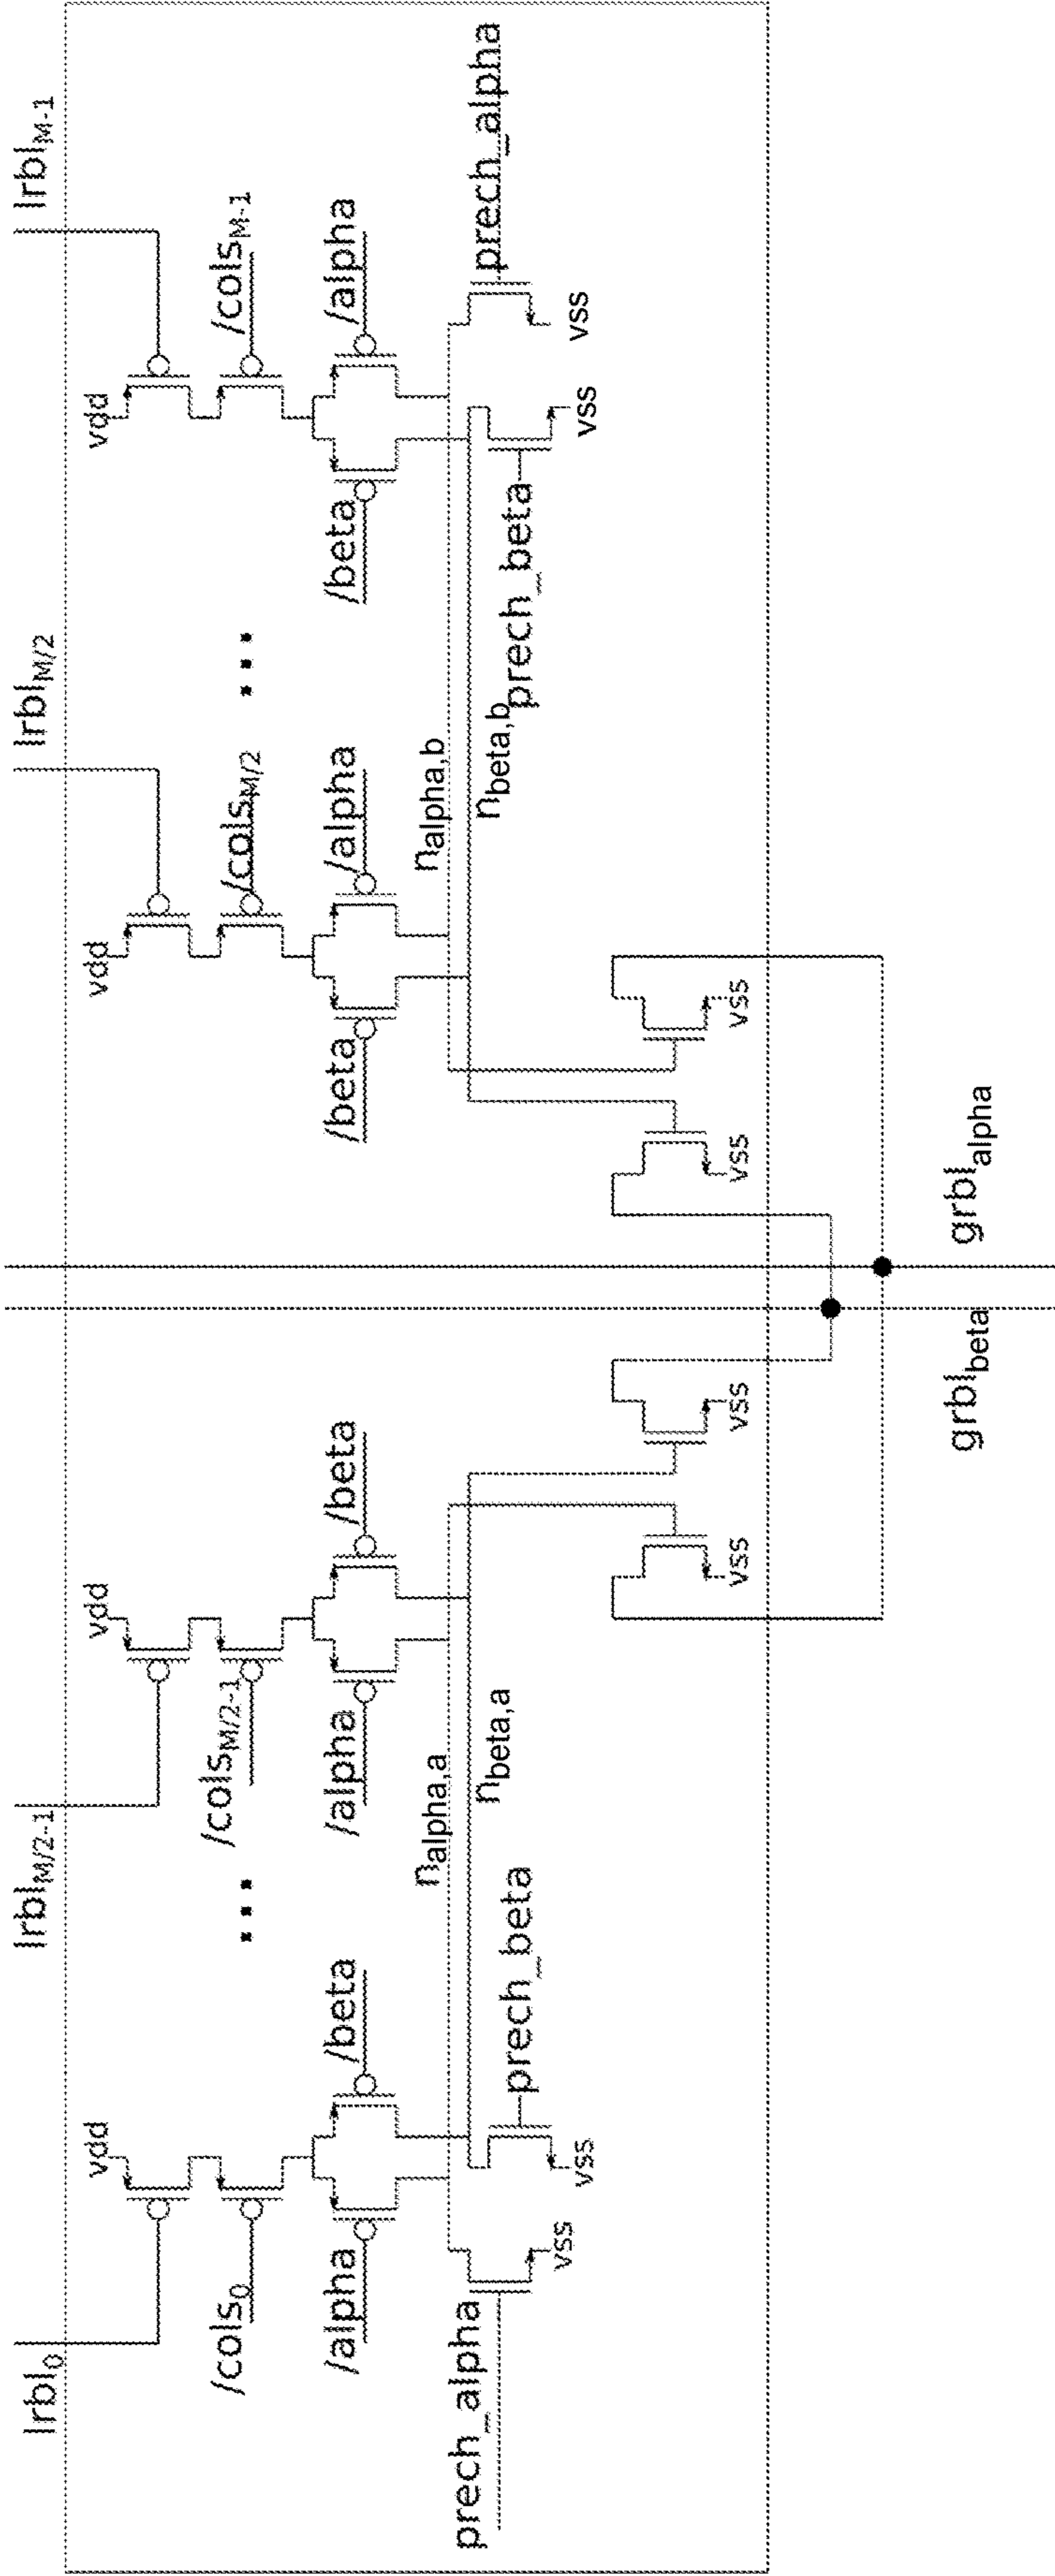 lrbl0
lrblM/2-1
lrblM/2
lrblM-1
vdd
vdd
vdd
vdd
/cols0
/colsM/2-1
/colsM/2
/colsM-1
/alpha
/beta
/alpha
/beta
/beta
/alpha
/beta
/alpha
nalpha,a
nalpha,b
nbeta,a
nbeta,b
prech_alpha
prech_beta
prech_beta
prech_alpha
vss
vss
vss
vss
vss
vss
vss
vss
grblbeta
grblalpha